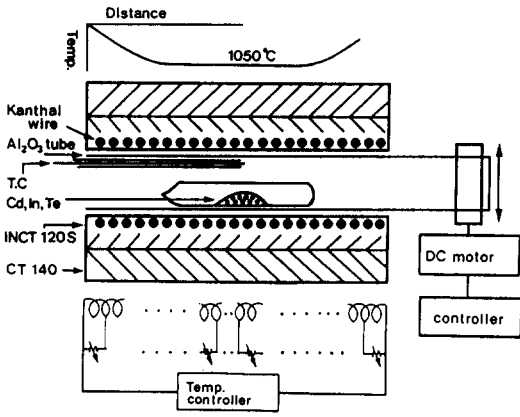 Distance
Temp.
1050°C
Kanthal
wire
Al₂O₃ tube
T.C
Cd, In, Te
INCT 120S
CT 140
DC motor
controller
Temp.
controller